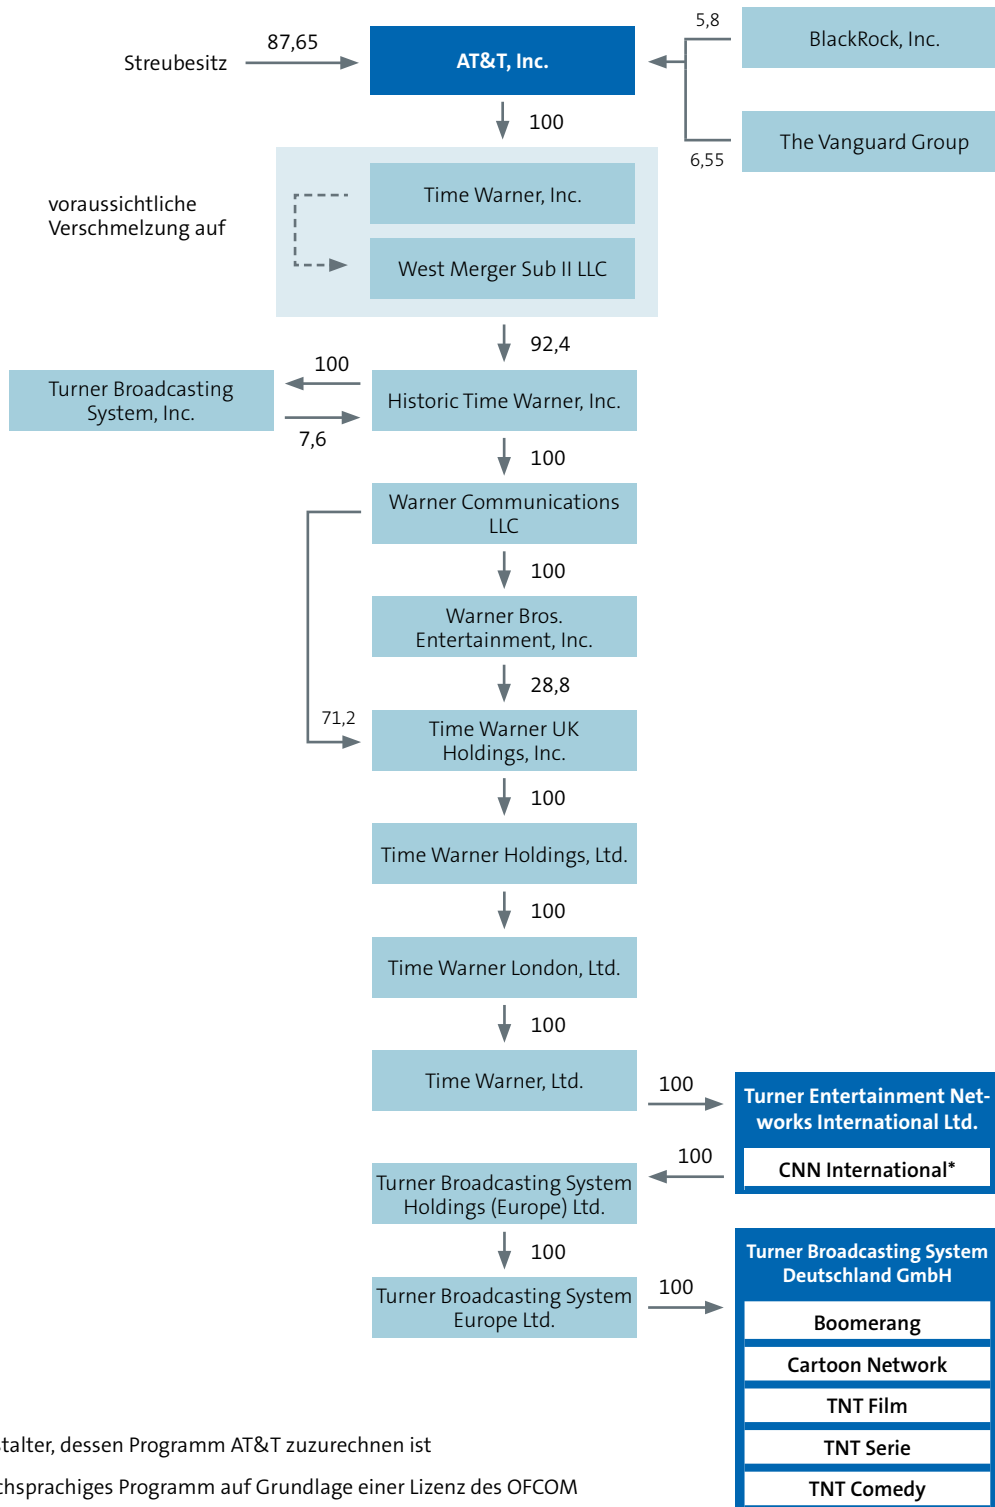 5,8
BlackRock, Inc.
87,65
Streubesitz
AT&T, Inc.
The Vanguard Group
6,55
100
voraussichtliche
Verschmelzung auf
Time Warner, Inc.
West Merger Sub II LLC
92,4
100
Turner Broadcasting
System, Inc.
7,6
Historic Time Warner, Inc.
100
Warner Communications
LLC
100
Warner Bros.
Entertainment, Inc.
28,8
71,2
Time Warner UK
Holdings, Inc.
100
Time Warner Holdings, Ltd.
100
Time Warner London, Ltd.
100
Time Warner, Ltd.
100
Turner Entertainment Net-
works International Ltd.
CNN International*
100
Turner Broadcasting System
Holdings (Europe) Ltd.
100
Turner Broadcasting System
Europe Ltd.
100
Turner Broadcasting System
Deutschland GmbH
Boomerang
Cartoon Network
TNT Film
TNT Serie
TNT Comedy
stalter, dessen Programm AT&T zuzurechnen ist
chsprachiges Programm auf Grundlage einer Lizenz des OFCOM